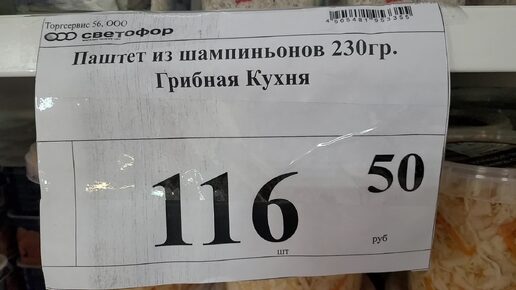 Торгсервис 56, ООО
светофор
Паштет из шампиньонов 230гр.
Грибная Кухня
116 50
шт руб